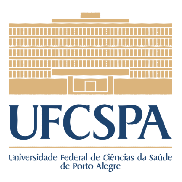 UFCSPA
Universidade Federal de Ciências da Saúde
de Porto Alegre